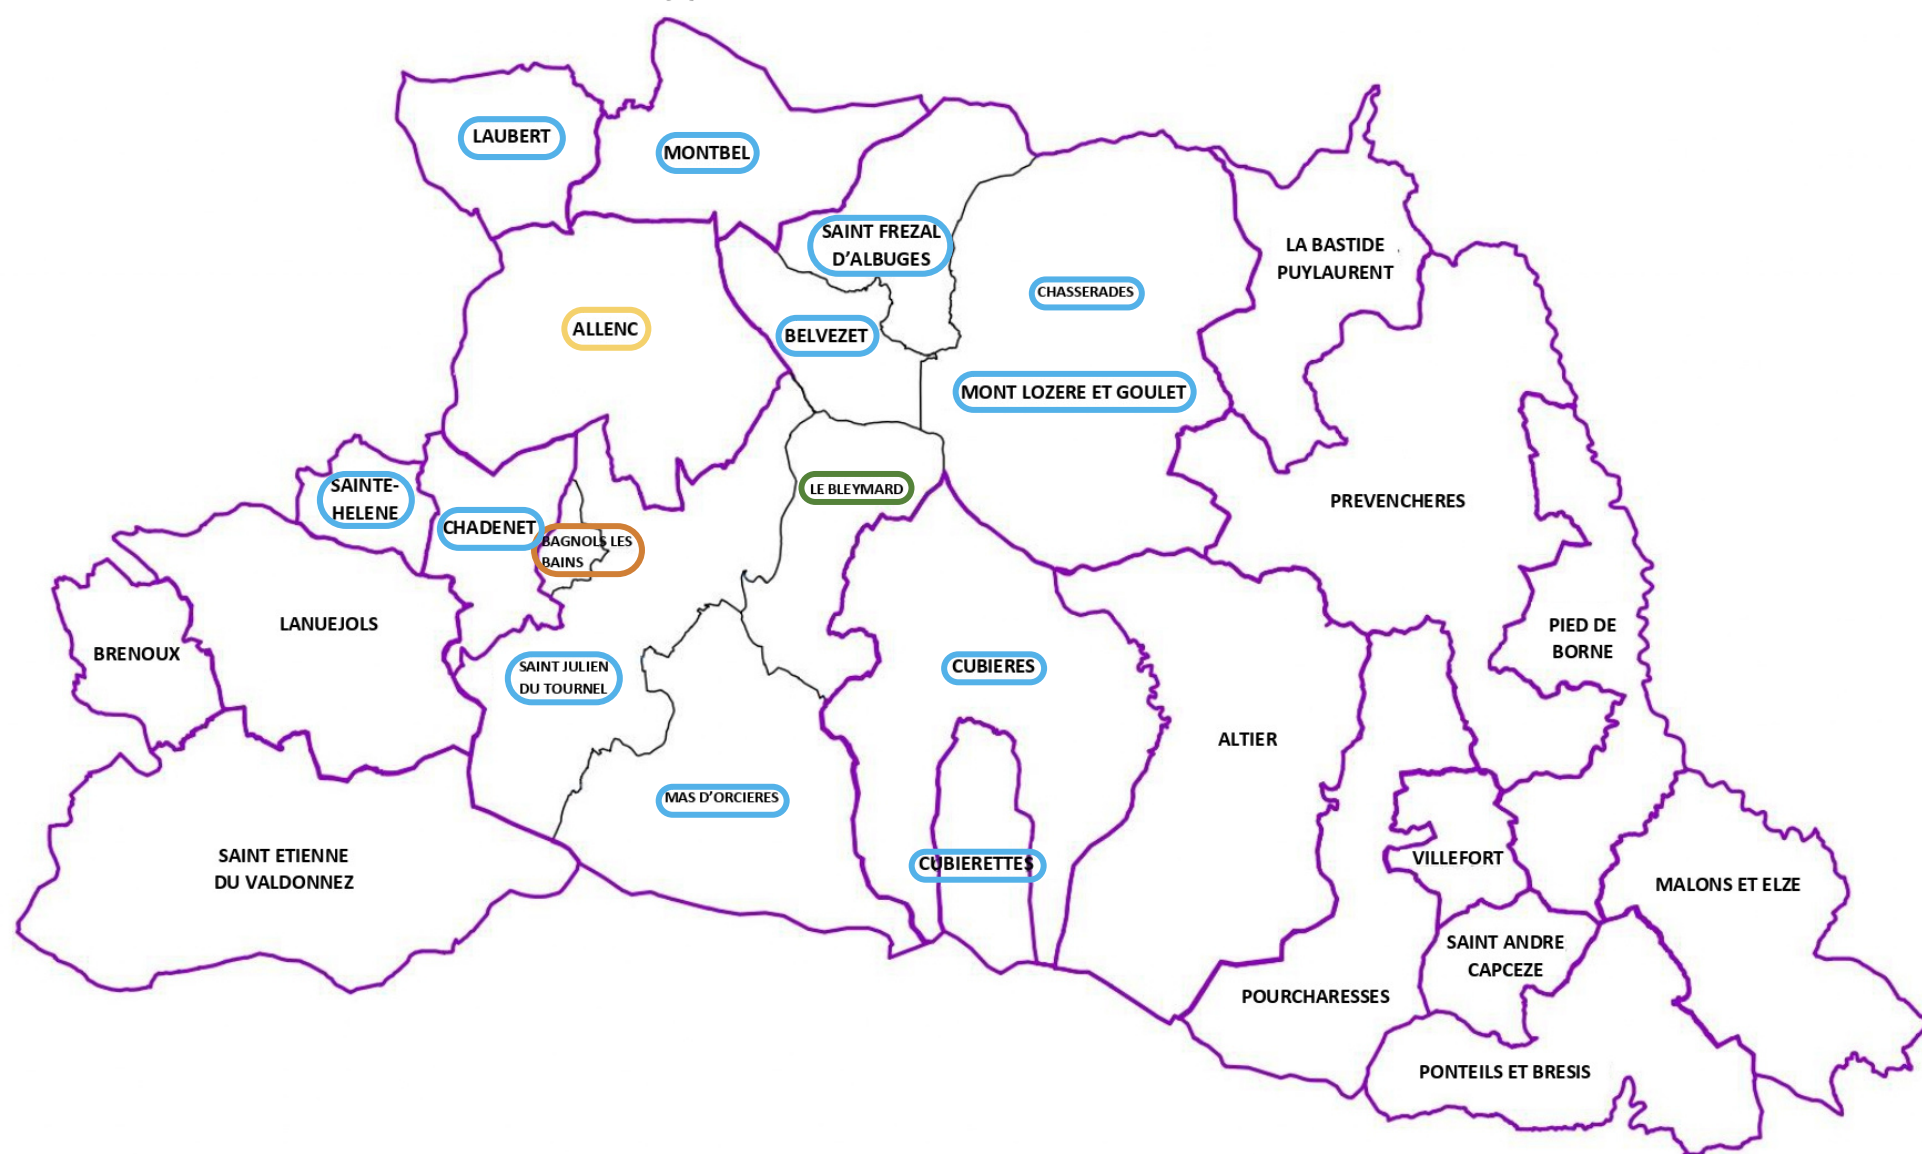 LAUBERT
MONTBEL
SAINT FREZAL
D’ALBUGES
LA BASTIDE
PUYLAURENT
CHASSERADES
ALLENC
BELVEZET
MONT LOZERE ET GOULET
SAINTE-
HELENE
CHADENET
LE BLEYMARD
PREVENCHERES
BAGNOLS LES
BAINS
LANUEJOLS
BRENOUX
PIED DE
BORNE
SAINT JULIEN
DU TOURNEL
CUBIERES
ALTIER
MAS D’ORCIERES
SAINT ETIENNE
DU VALDONNEZ
CUBIERETTES
VILLEFORT
MALONS ET ELZE
SAINT ANDRE
CAPCEZE
POURCHARESSES
PONTEILS ET BRESIS